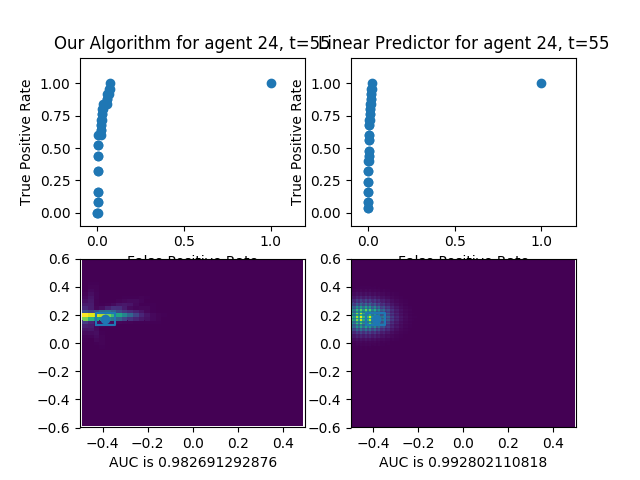 Our Algorithm for agent 24, t=55
Linear Predictor for agent 24, t=55
True Positive Rate
1.00
0.75
0.50
0.25
0.00
0.0 0.5 1.0
False Positive Rate
True Positive Rate
1.00
0.75
0.50
0.25
0.00
0.0 0.5 1.0
False Positive Rate
0.6
0.4
0.2
0.0
−0.2
−0.4
−0.6
−0.4 −0.2 0.0 0.2 0.4
AUC is 0.982691292876
0.6
0.4
0.2
0.0
−0.2
−0.4
−0.6
−0.4 −0.2 0.0 0.2 0.4
AUC is 0.992802110818